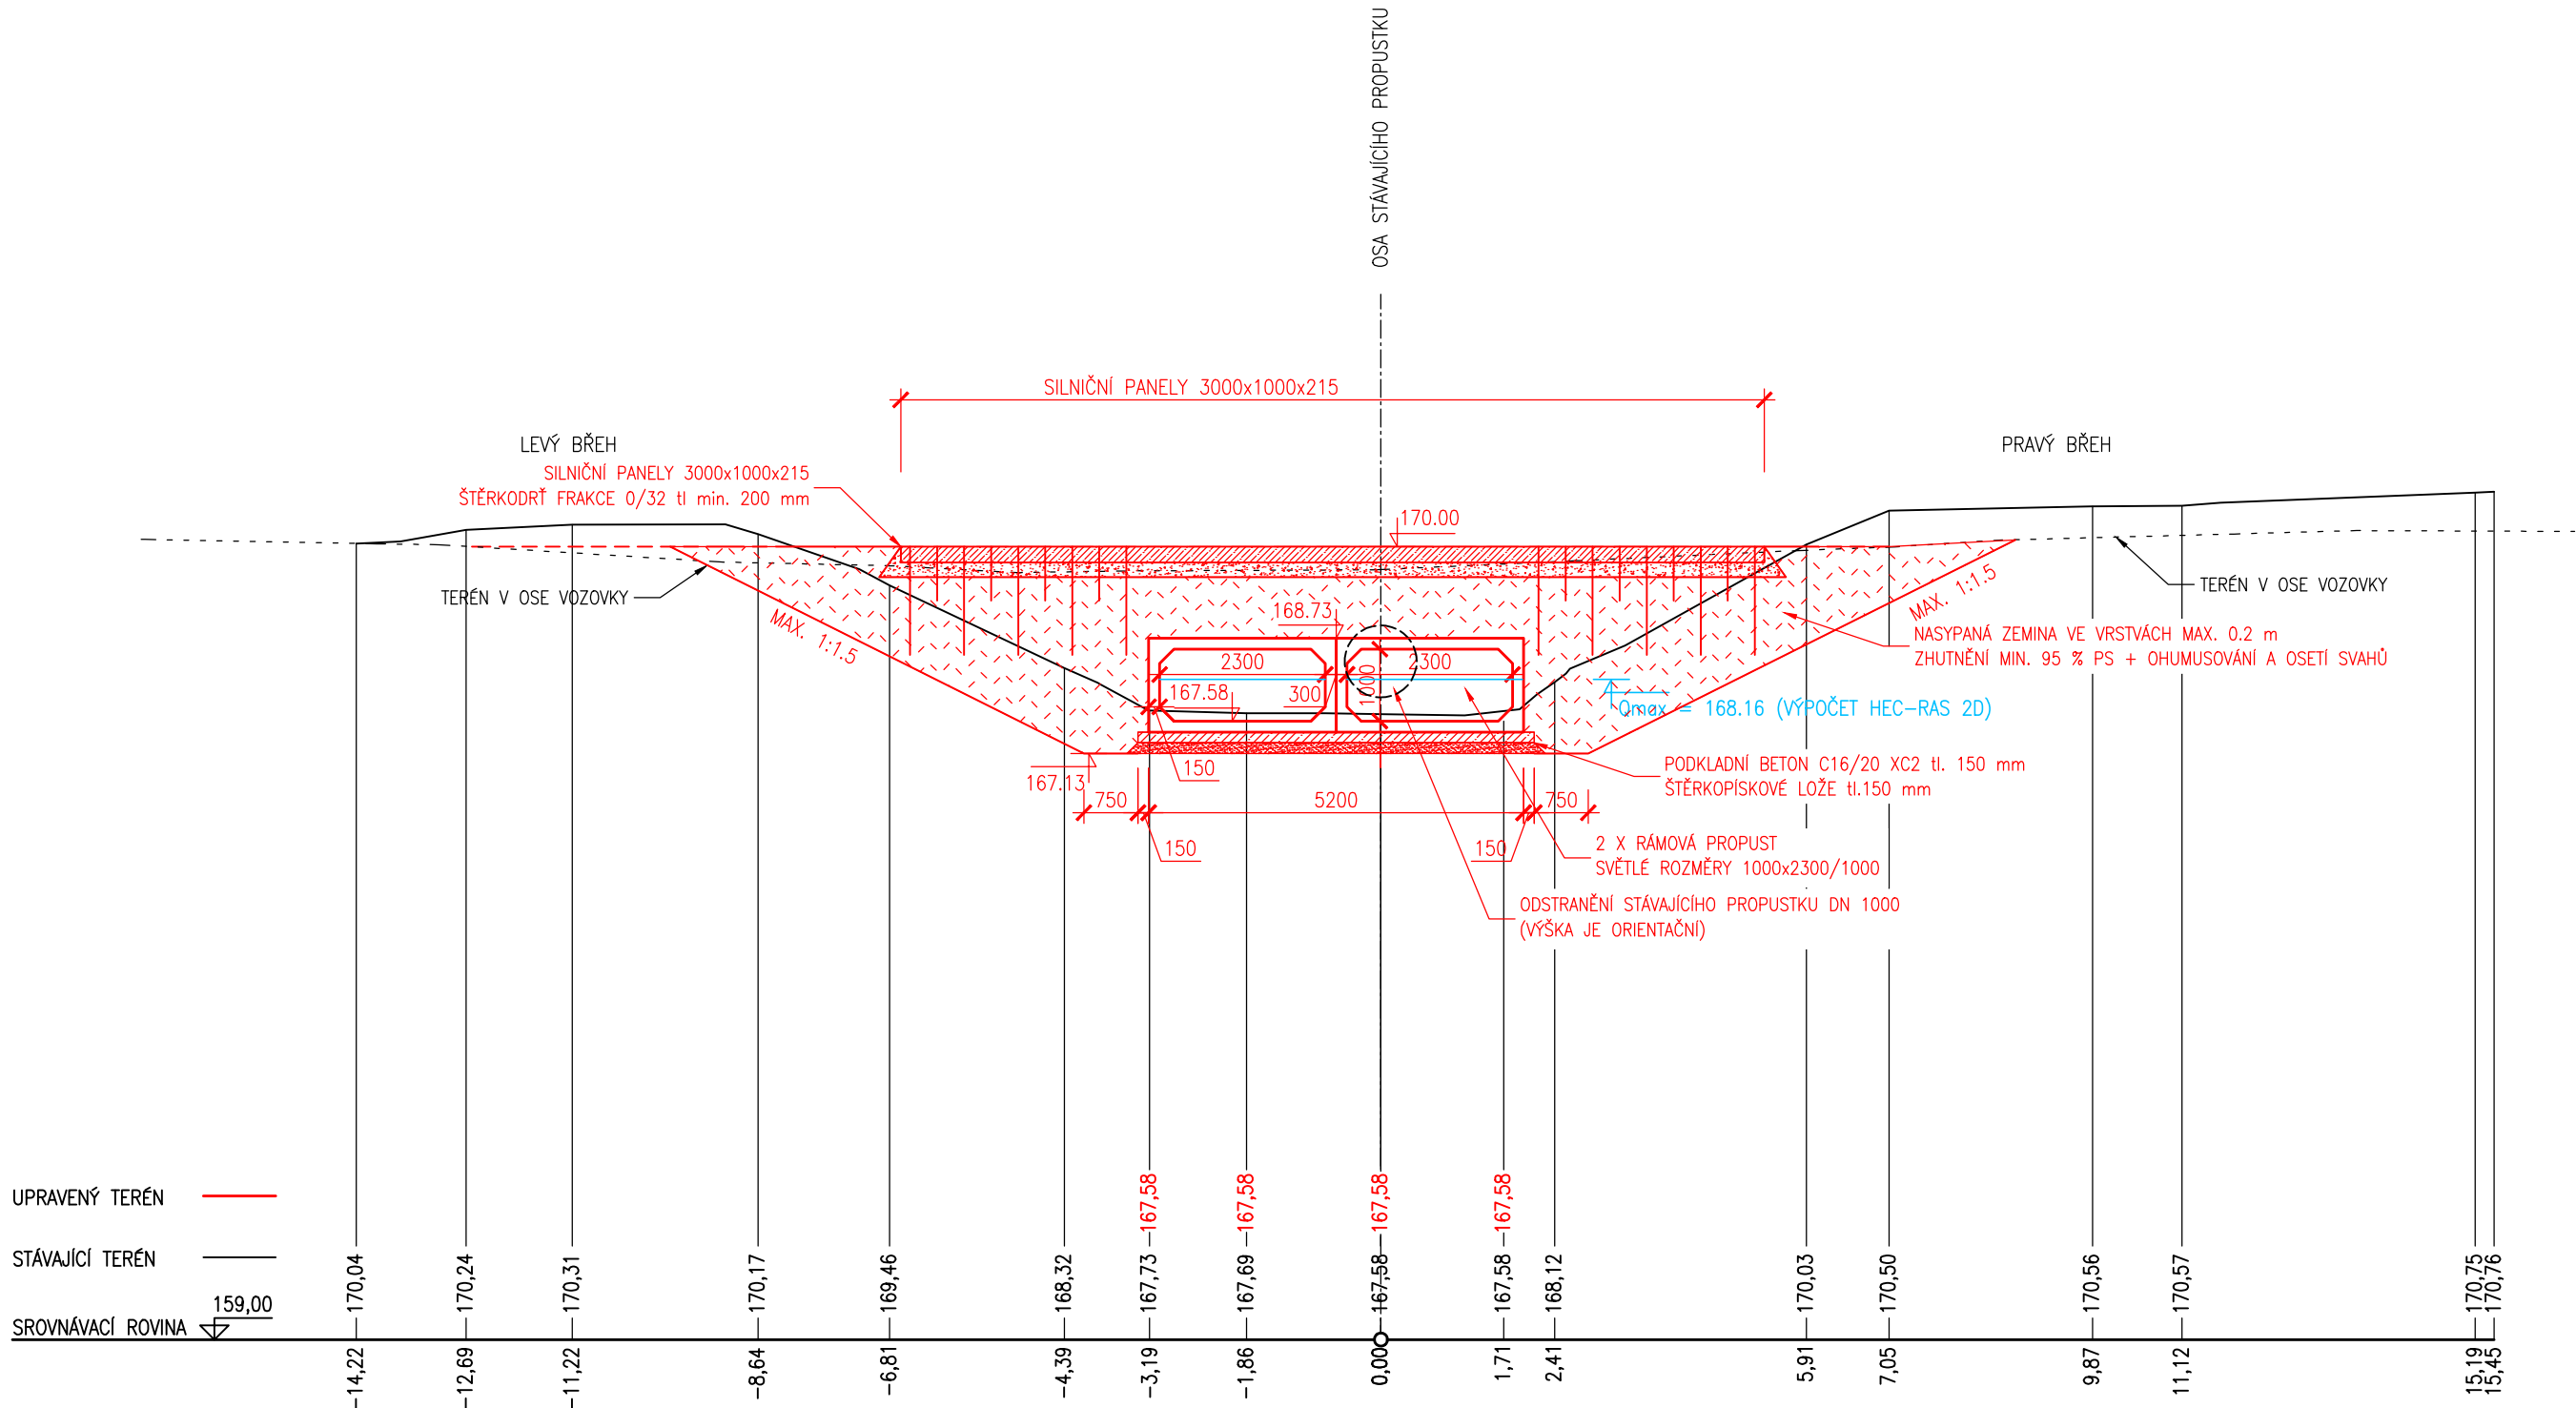 OSA STÁVAJÍCÍHO PROPUSTKU
SILNIČNÍ PANELY 3000x1000x215
LEVÝ BŘEH
PRAVÝ BŘEH
SILNIČNÍ PANELY 3000x1000x215
ŠTĚRKODRŤ FRAKCE 0/32 tl min. 200 mm
170.00
TERÉN V OSE VOZOVKY
TERÉN V OSE VOZOVKY
MAX. 1:1.5
MAX. 1:1.5
168.73
NASYPANÁ ZEMINA VE VRSTVÁCH MAX. 0.2 m
ZHUTNĚNÍ MIN. 95 % PS + OHUMUSOVÁNÍ A OSETÍ SVAHŮ
2300
2300
1000
167.58
300
Qmax = 168.16 (VÝPOČET HEC-RAS 2D)
167.13
150
PODKLADNÍ BETON C16/20 XC2 tl. 150 mm
ŠTĚRKOPÍSKOVÉ LOŽE tl.150 mm
750
5200
750
150
150
2 X RÁMOVÁ PROPUST
SVĚTLÉ ROZMĚRY 1000x2300/1000
ODSTRANĚNÍ STÁVAJÍCÍHO PROPUSTKU DN 1000
(VÝŠKA JE ORIENTAČNÍ)
UPRAVENÝ TERÉN
167,58
167,58
167,58
167,58
STÁVAJÍCÍ TERÉN
170,04
170,24
170,31
170,17
169,46
168,32
167,73
167,69
167,58
167,58
168,12
170,03
170,50
170,56
170,57
170,75
170,76
159,00
SROVNÁVACÍ ROVINA
-14,22
-12,69
-11,22
-8,64
-6,81
-4,39
-3,19
-1,86
0,00
1,71
2,41
5,91
7,05
9,87
11,12
15,19
15,45